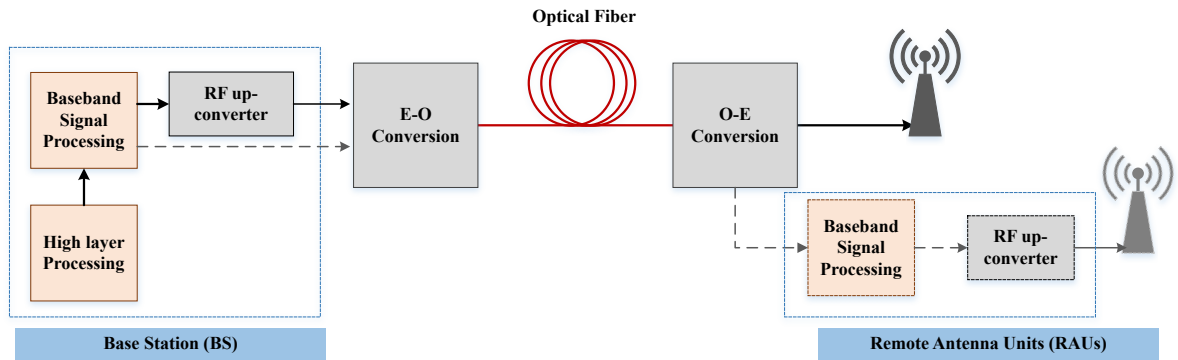 Optical Fiber
Baseband
Signal
Processing
RF up-
converter
E-O
Conversion
O-E
Conversion
High layer
Processing
Baseband
Signal
Processing
RF up-
converter
Base Station (BS)
Remote Antenna Units (RAUs)